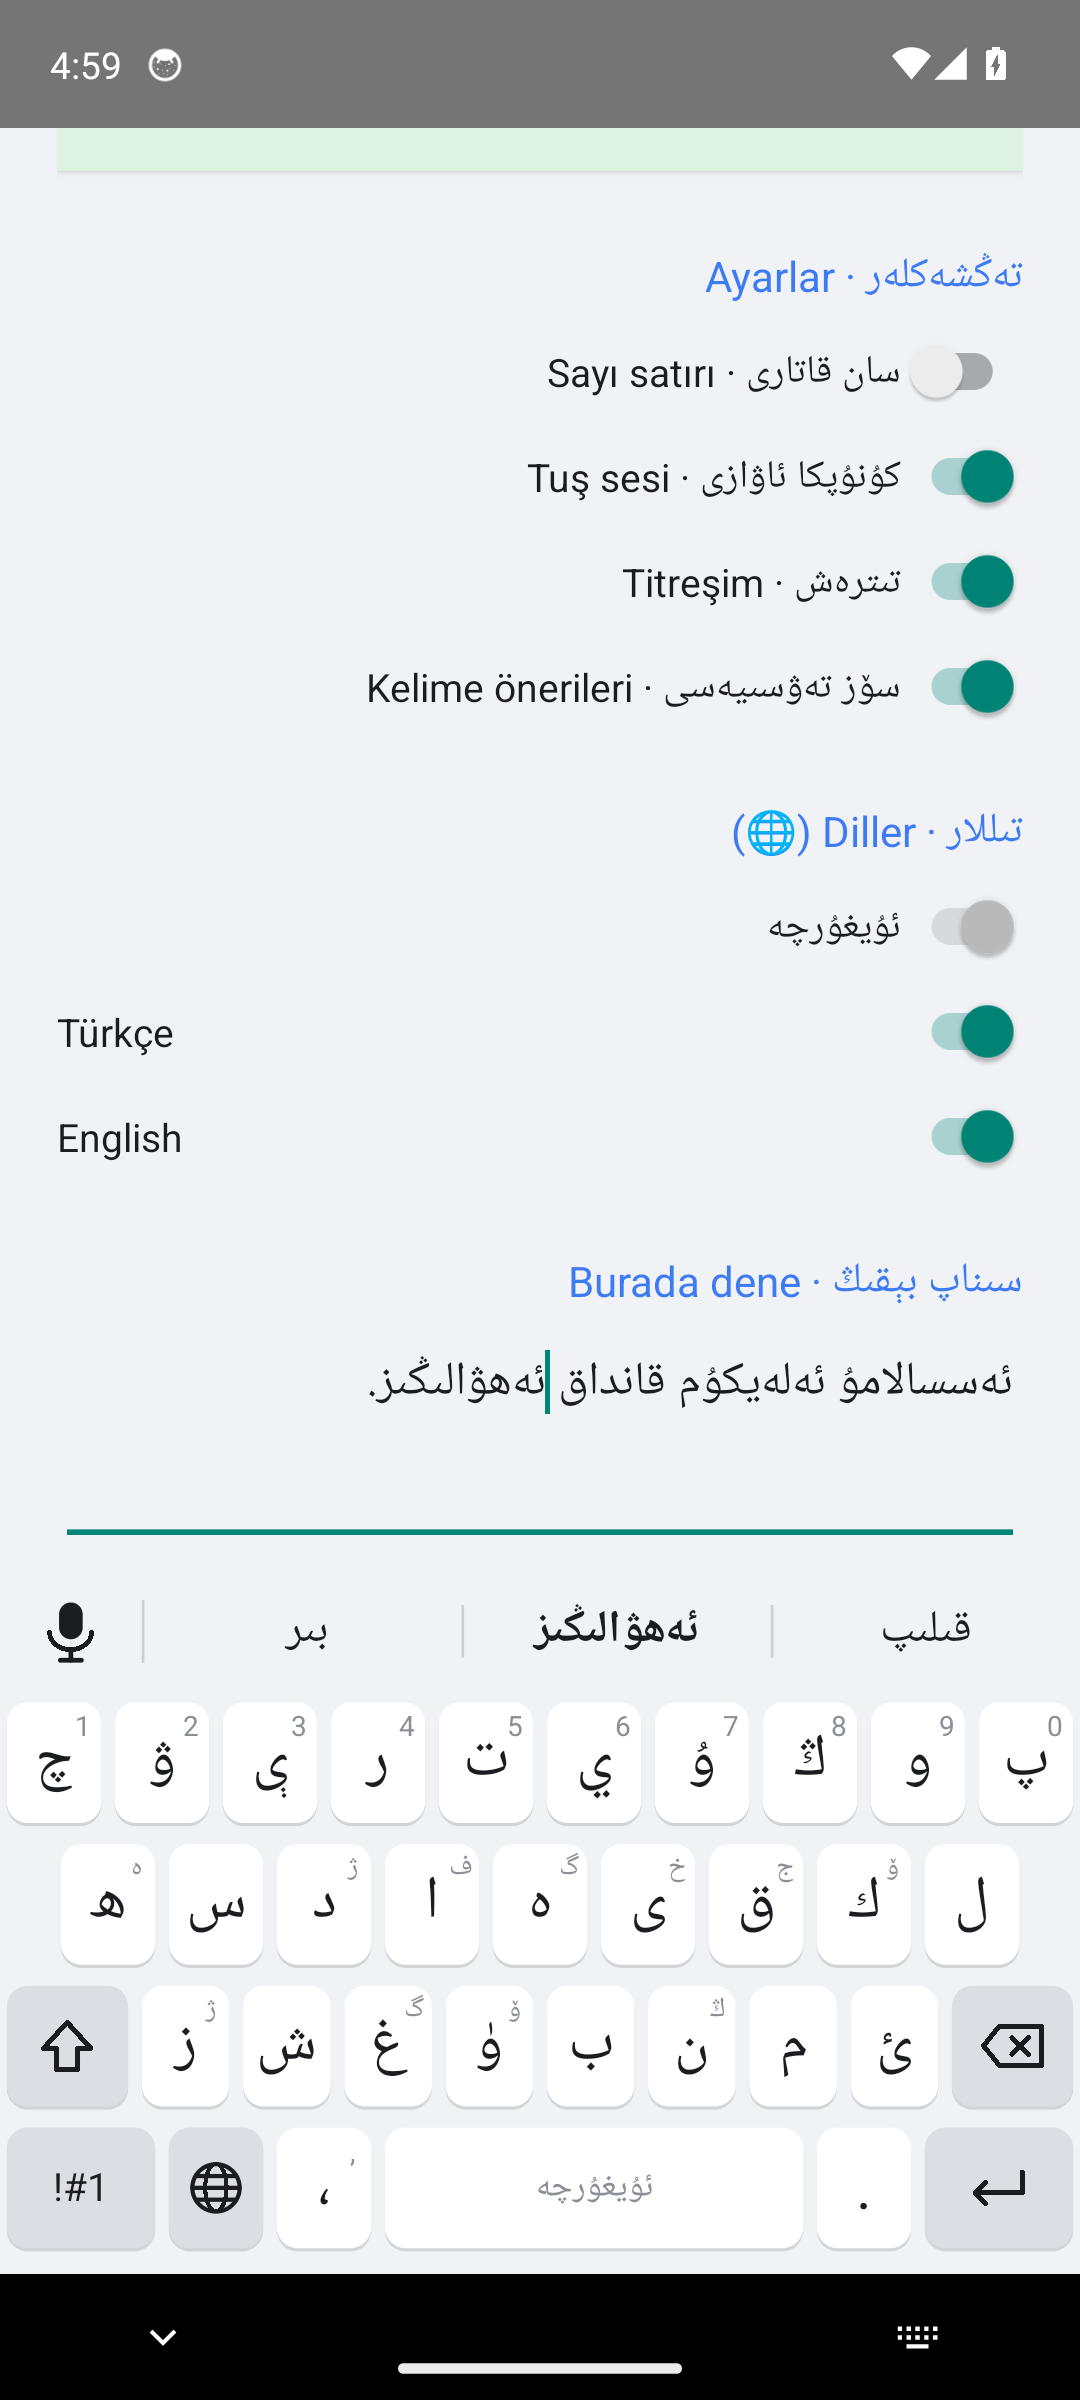 4:59
تەڭشەكلەر · Ayarlar
سان قاتارى · Sayı satırı
كۇنۇپكا ئاۋازى · Tuş sesi
تىترەش · Titreşim
سۆز تەۋسىيەسى · Kelime önerileri
تىللار · Diller (🌐)
ئۇيغۇرچە
Türkçe
English
سىناپ بېقىڭ · Burada dene
ئەسسالامۇ ئەلەيكۇم قانداق ئەھۋالىڭىز.
قىلىپ ئەھۋالىڭىز بىر
چ 1 ۋ 2 ې 3 ر 4 ت 5 ي 6 ۇ 7 ڭ 8 و 9 پ 0
ھ ە س د ژ ا ف ە گ ى خ ق ج ك ۆ ل
ز ژ ش غ گ ۈ ۆ ب ن ڭ م ئ
!#1 ، ’ ئۇيغۇرچە .